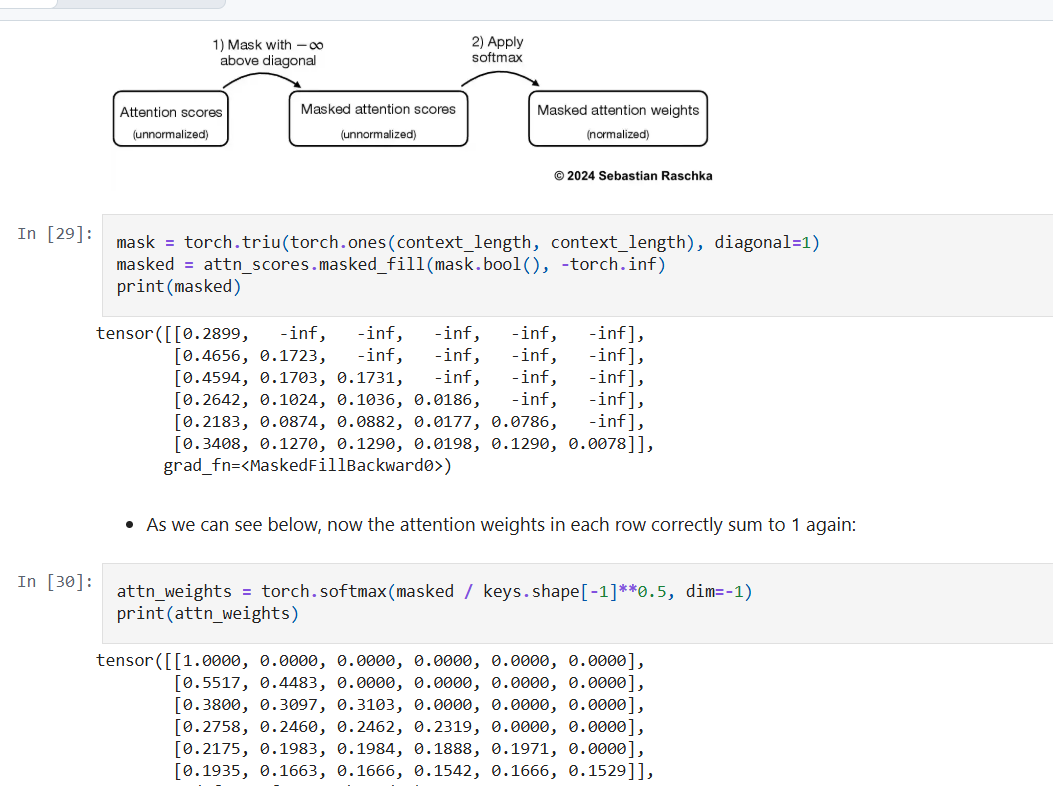 1) Mask with −∞
above diagonal
2) Apply
softmax
Attention scores
(unnormalized)
Masked attention scores
(unnormalized)
Masked attention weights
(normalized)
© 2024 Sebastian Raschka
In [29]:
mask = torch.triu(torch.ones(context_length, context_length), diagonal=1)
masked = attn_scores.masked_fill(mask.bool(), -torch.inf)
print(masked)
tensor([[0.2899,   -inf,   -inf,   -inf,   -inf,   -inf],
        [0.4656, 0.1723,   -inf,   -inf,   -inf,   -inf],
        [0.4594, 0.1703, 0.1731,   -inf,   -inf,   -inf],
        [0.2642, 0.1024, 0.1036, 0.0186,   -inf,   -inf],
        [0.2183, 0.0874, 0.0882, 0.0177, 0.0786,   -inf],
        [0.3408, 0.1270, 0.1290, 0.0198, 0.1290, 0.0078]],
       grad_fn=<MaskedFillBackward0>)
• As we can see below, now the attention weights in each row correctly sum to 1 again:
In [30]:
attn_weights = torch.softmax(masked / keys.shape[-1]**0.5, dim=-1)
print(attn_weights)
tensor([[1.0000, 0.0000, 0.0000, 0.0000, 0.0000, 0.0000],
        [0.5517, 0.4483, 0.0000, 0.0000, 0.0000, 0.0000],
        [0.3800, 0.3097, 0.3103, 0.0000, 0.0000, 0.0000],
        [0.2758, 0.2460, 0.2462, 0.2319, 0.0000, 0.0000],
        [0.2175, 0.1983, 0.1984, 0.1888, 0.1971, 0.0000],
        [0.1935, 0.1663, 0.1666, 0.1542, 0.1666, 0.1529]],